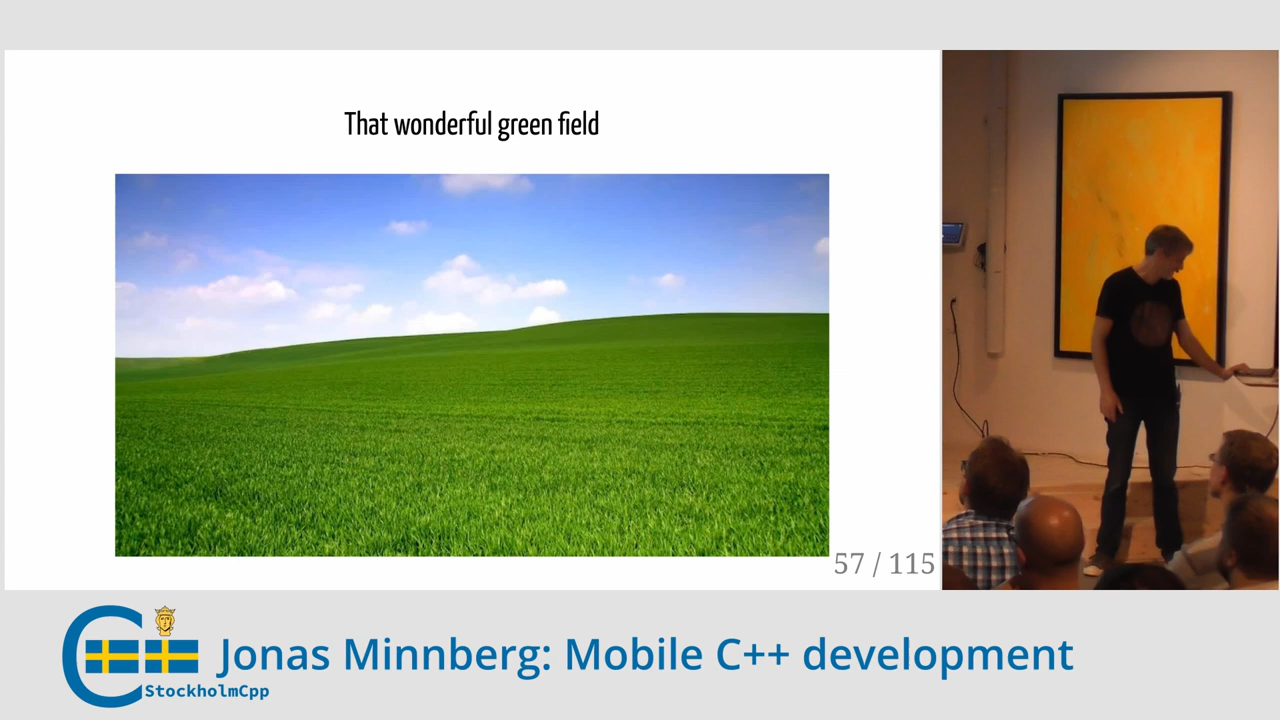 That wonderful green field
57 / 115
Jonas Minnberg: Mobile C++ development
StockholmCpp